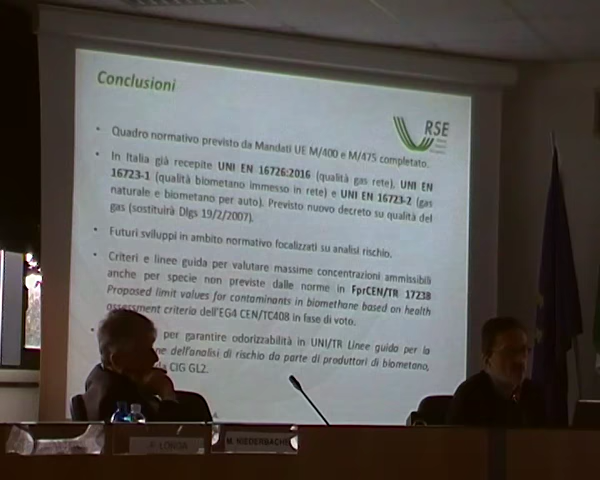 Conclusioni
RSE
• Quadro normativo previsto da Mandati UE M/400 e M/475 completato.
• In Italia già recepite UNI EN 16726:2016 (qualità gas rete), UNI EN
16723-1 (qualità biometano immesso in rete) e UNI EN 16723-2 (gas
naturale e biometano per auto). Previsto nuovo decreto su qualità del
gas (sostituirà Dlgs 19/2/2007).
• Futuri sviluppi in ambito normativo focalizzati su analisi rischio.
• Criteri e linee guida per valutare massime concentrazioni ammissibili
anche per specie non previste dalle norme in FprCEN/TR 17238
Proposed limit values for contaminants in biomethane based on health
assessment criteria dell'EG4 CEN/TC408 in fase di voto.
• per garantire odorizzabilità in UNI/TR Linee guida per la
dell'analisi di rischio da parte di produttori di biometano,
CIG GL2.